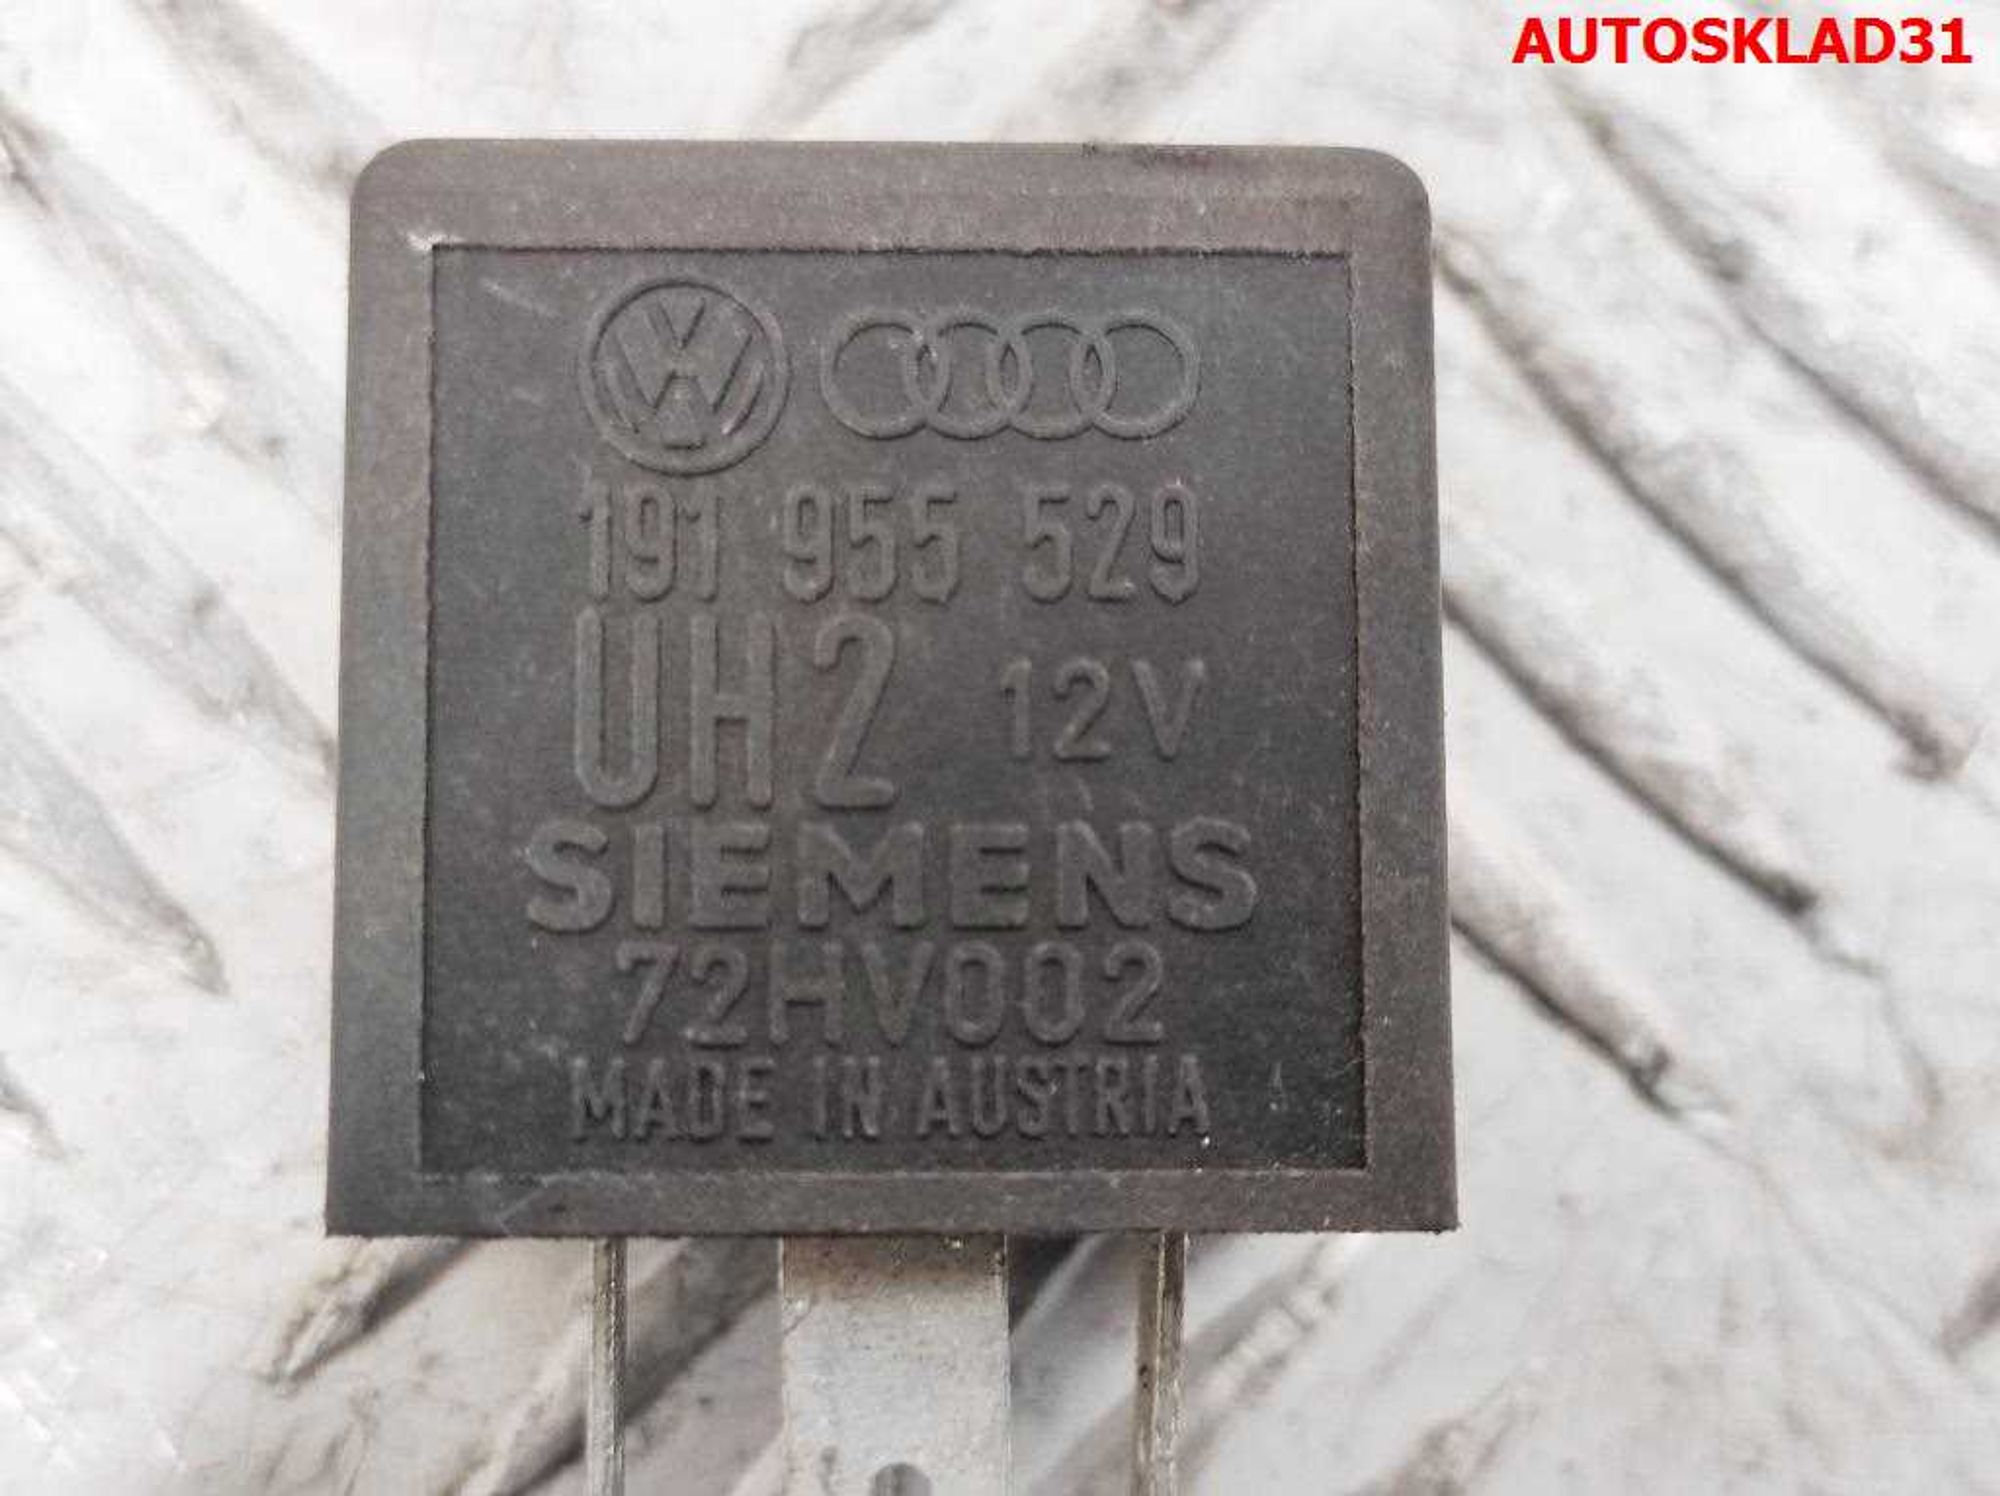 AUTOSKLAD31
191 955 529
UH2 12V
SIEMENS
72HV002
MADE IN AUSTRIA